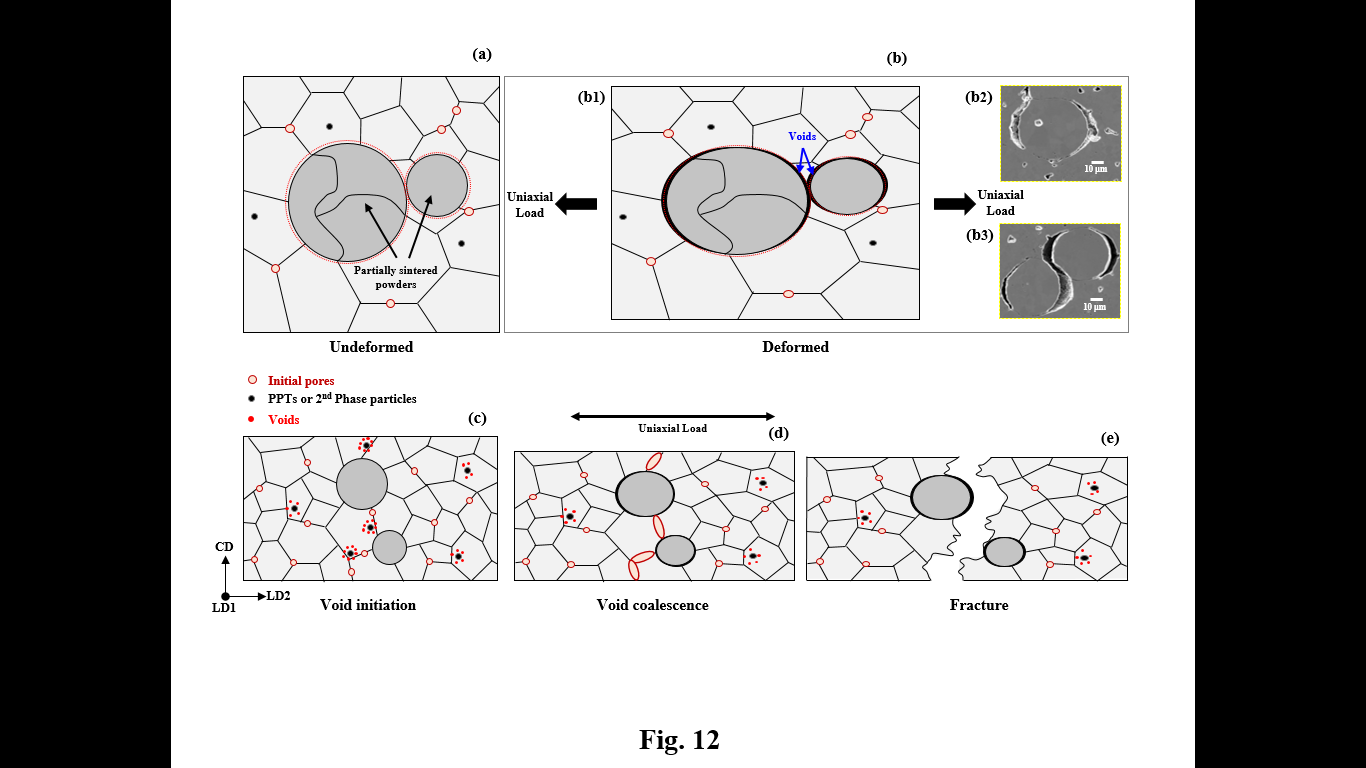 (a)
(b)
(b1)
(b2)
Voids
10 µm
Uniaxial
Load
Uniaxial
Load
(b3)
Partially sintered
powders
10 µm
Undeformed
Deformed
Initial pores
PPTs or 2nd Phase particles
Voids
(c)
Uniaxial Load
(d)
(e)
CD
LD2
LD1
Void initiation
Void coalescence
Fracture
Fig. 12